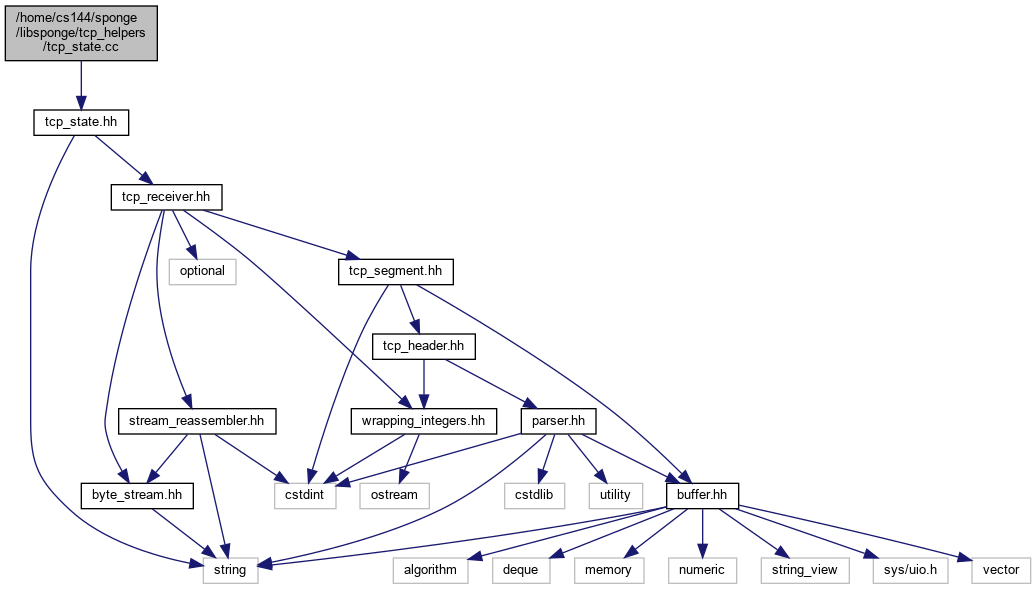 /home/cs144/sponge
/libsponge/tcp_helpers
/tcp_state.cc
tcp_state.hh
tcp_receiver.hh
optional
tcp_segment.hh
tcp_header.hh
stream_reassembler.hh
wrapping_integers.hh
parser.hh
byte_stream.hh
cstdint
ostream
cstdlib
utility
buffer.hh
string
algorithm
deque
memory
numeric
string_view
sys/uio.h
vector